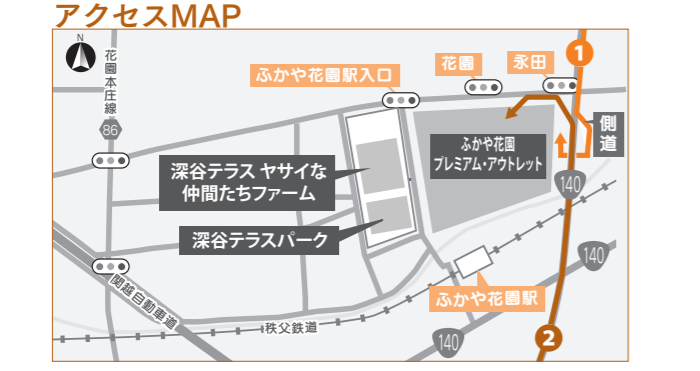 アクセスMAP
N
花園本庄線
86
ふかや花園駅入口
花園
永田
1
側道
ふかや花園
プレミアム・アウトレット
深谷テラス ヤサイな
仲間たちファーム
140
深谷テラスパーク
140
関越自動車道
ふかや花園駅
秩父鉄道
140
2